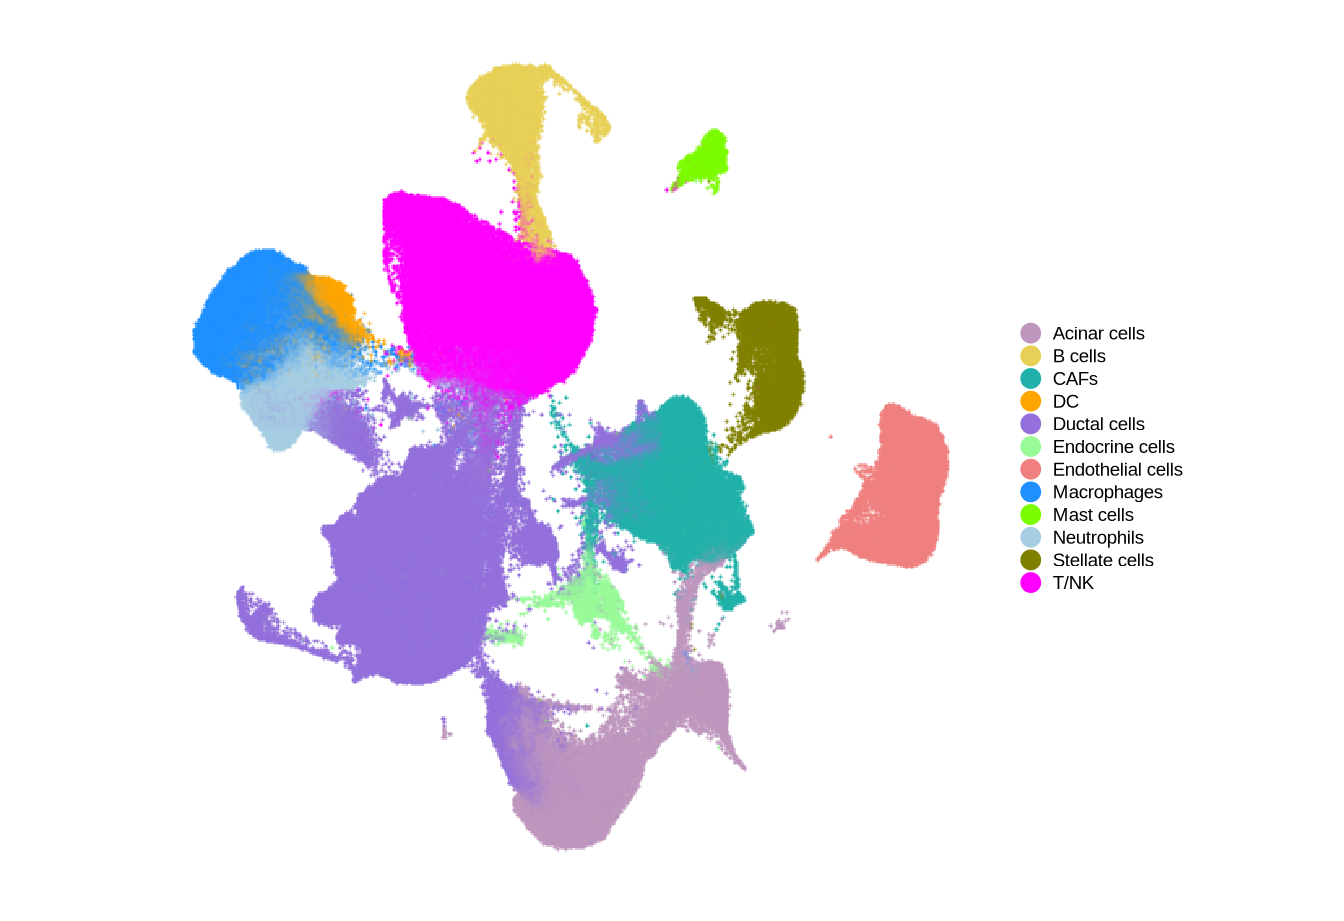 Acinar cells
B cells
CAFs
DC
Ductal cells
Endocrine cells
Endothelial cells
Macrophages
Mast cells
Neutrophils
Stellate cells
T/NK